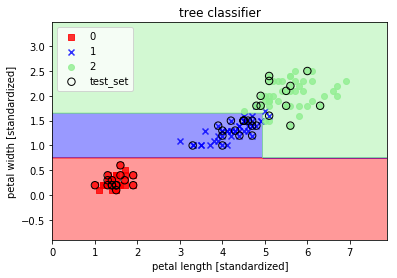 tree classifier
0
1
2
test_set
petal width [standardized]
3.0
2.5
2.0
1.5
1.0
0.5
0.0
−0.5
0 1 2 3 4 5 6 7
petal length [standardized]